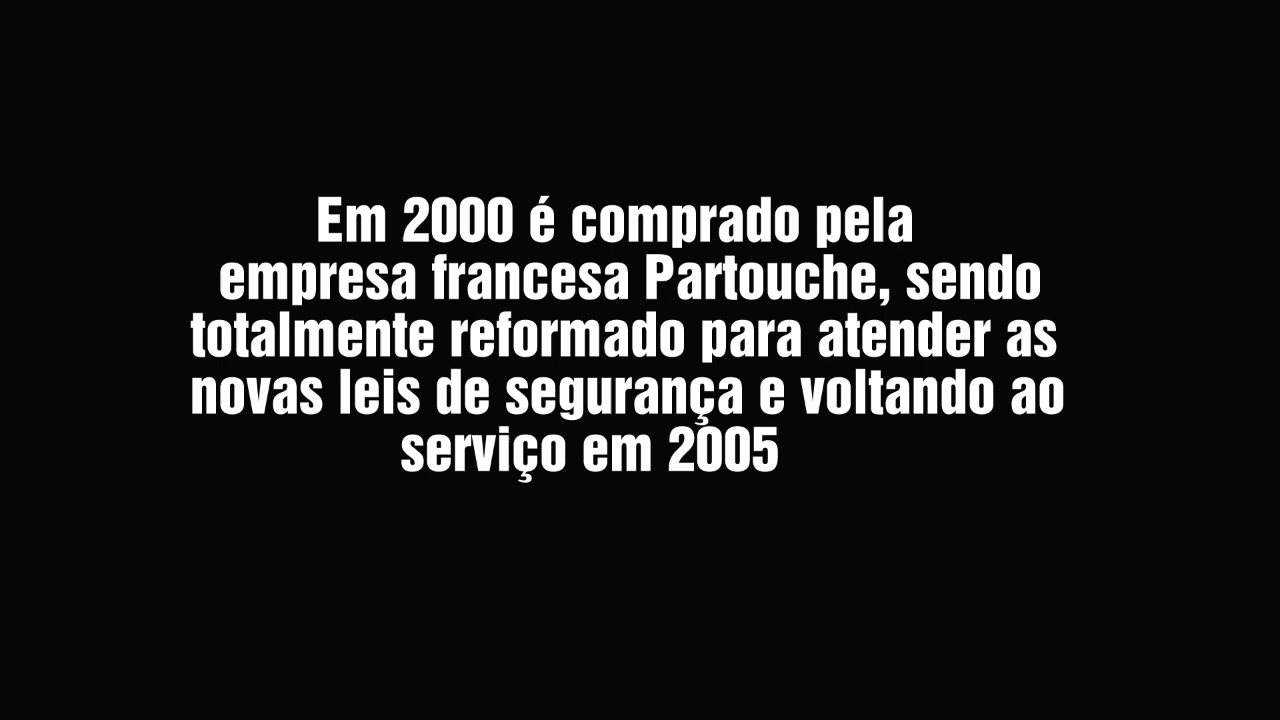 Em 2000 é comprado pela
empresa francesa Partouche, sendo
totalmente reformado para atender as
novas leis de segurança e voltando ao
serviço em 2005